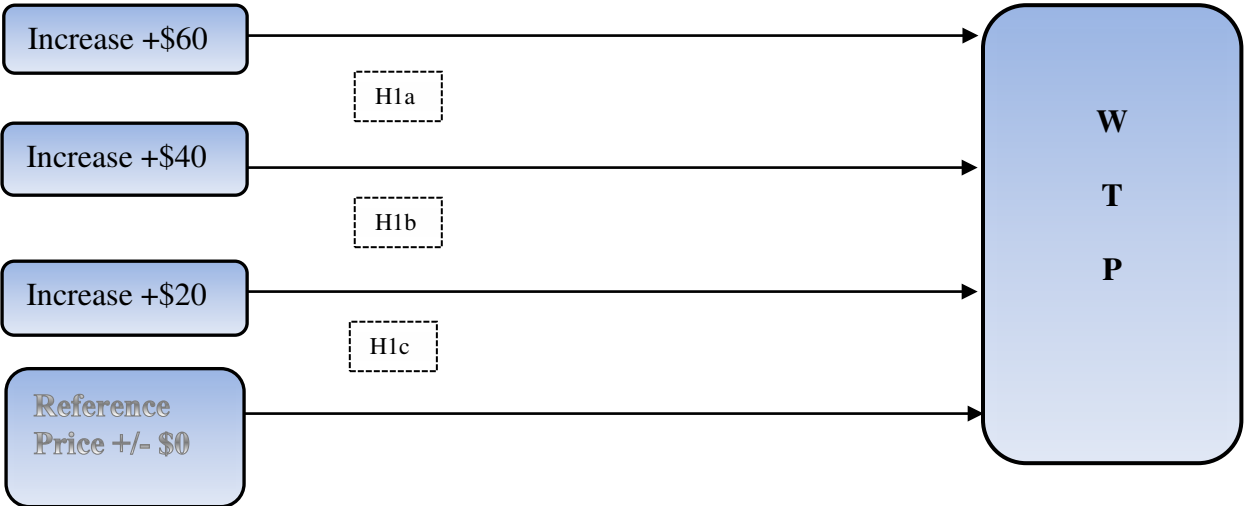 Increase +$60
H1a
Increase +$40
H1b
Increase +$20
H1c
Reference
Price +/- $0
W
T
P